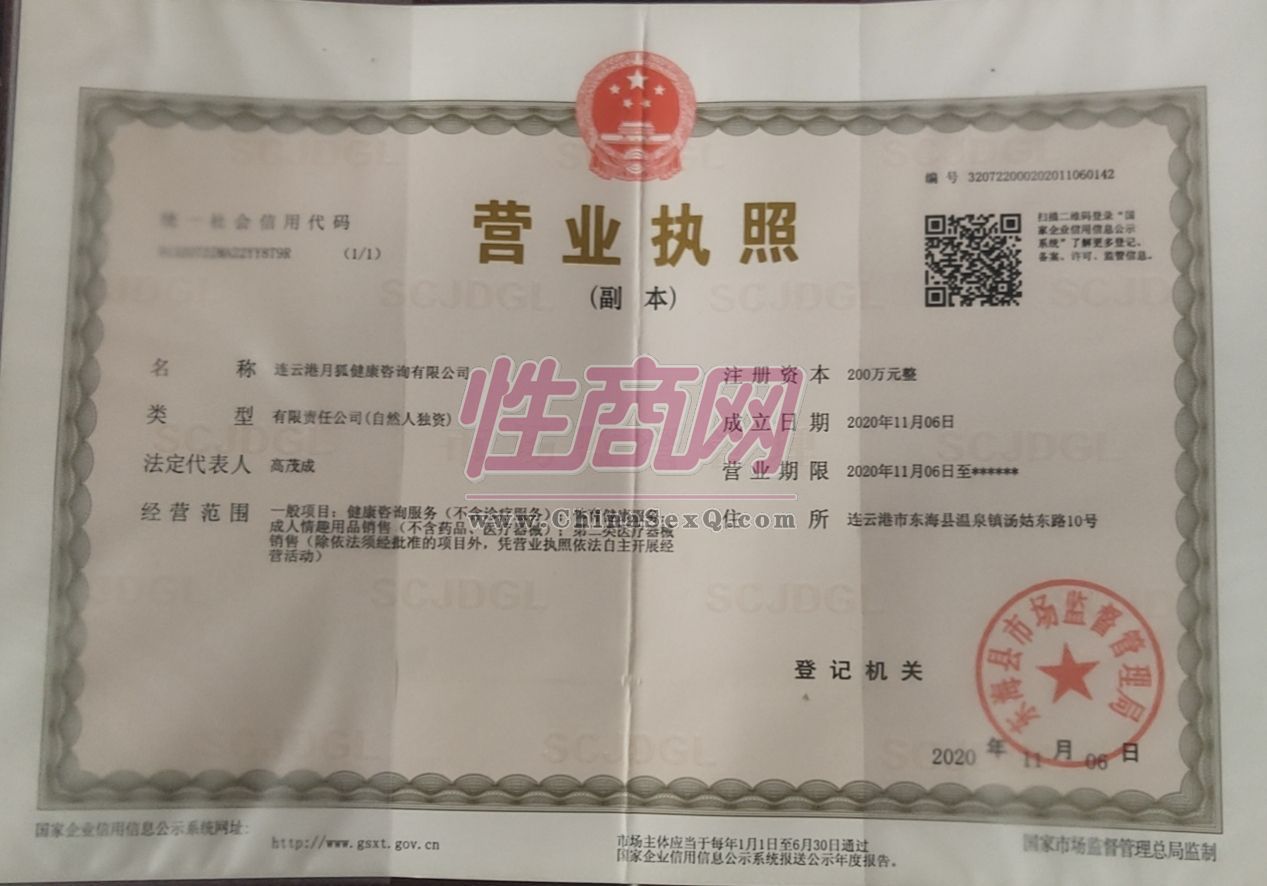 编 号 320722000202011060142
统一社会信用代码
(1/1)
营业执照
(副 本)
扫描二维码登录“国
家企业信用信息公示
系统”了解更多登记、
备案、许可、监管信息。
名 称 连云港月狐健康咨询有限公司
类 型 有限责任公司(自然人独资)
法定代表人 高茂成
经营范围 一般项目:健康咨询服务(不含诊疗服务);
成人情趣用品销售(不含药品、医疗器械);第二类医疗器械
销售(除依法须经批准的项目外,凭营业执照依法自主开展经
营活动)
注册资本 200万元整
成立日期 2020年11月06日
营业期限 2020年11月06日至******
住 所 连云港市东海县温泉镇汤姑东路10号
性商网
www.ChinaSexQ.com
登记机关
东海县市场监督管理局
2020 年 11 月 06 日
国家企业信用信息公示系统网址:
http://www.gsxt.gov.cn
市场主体应当于每年1月1日至6月30日通过
国家企业信用信息公示系统报送公示年度报告。
国家市场监督管理总局监制